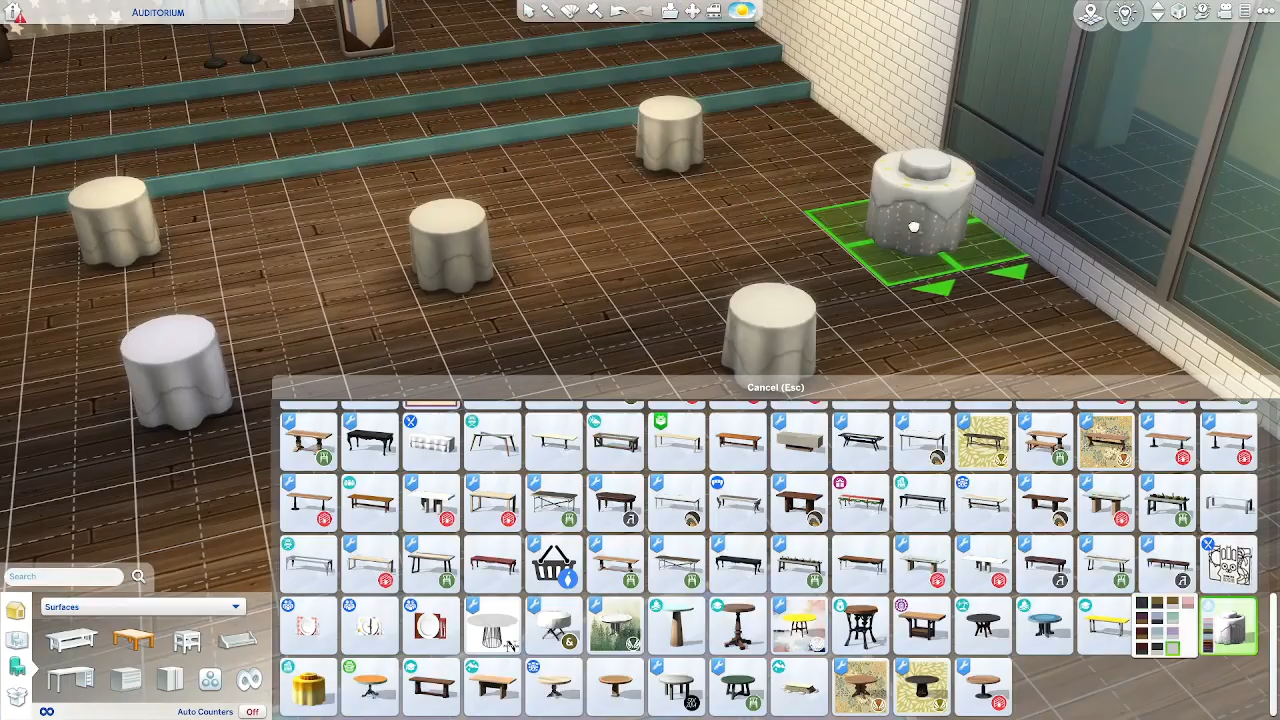 AUDITORIUM
Cancel (Esc)
Search
Surfaces
Auto Counters
Off